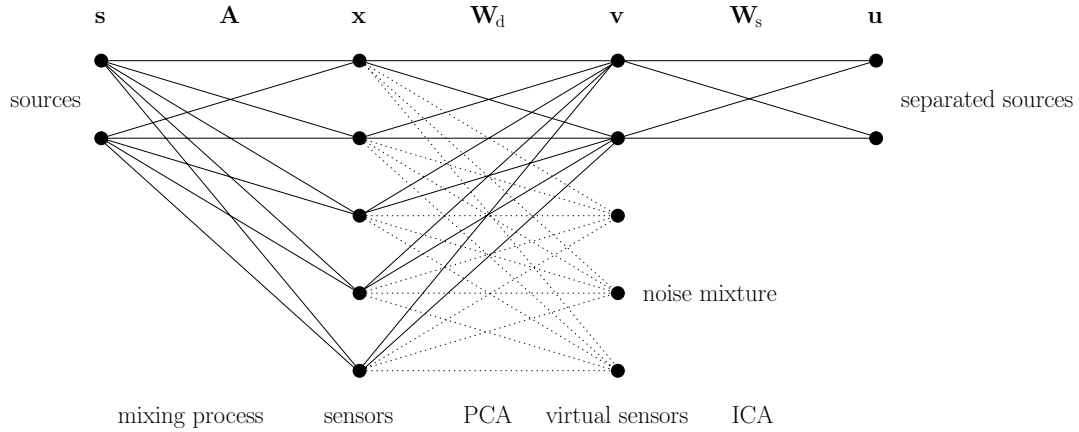 s A x W_d v W_s u
sources
separated sources
noise mixture
mixing process sensors PCA virtual sensors ICA